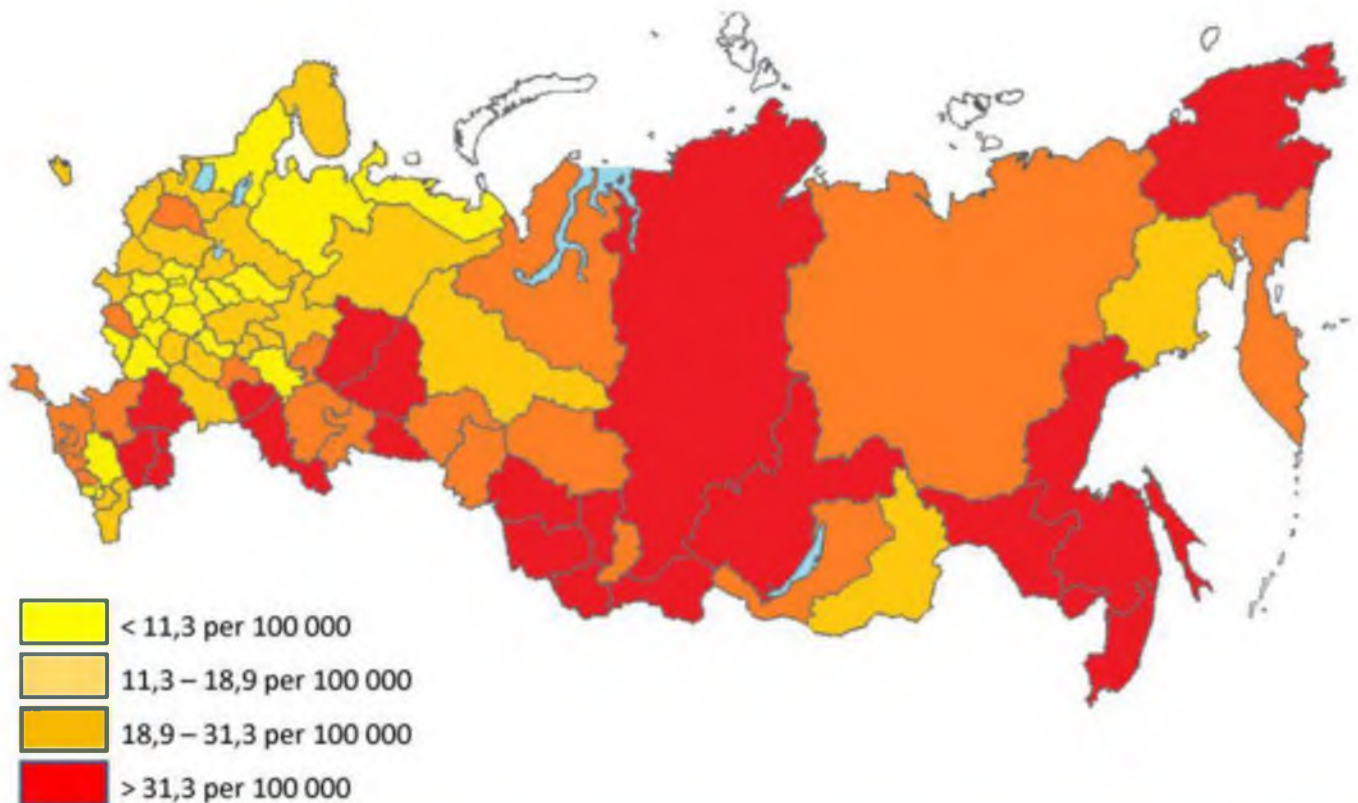 < 11,3 per 100 000
11,3 – 18,9 per 100 000
18,9 – 31,3 per 100 000
> 31,3 per 100 000